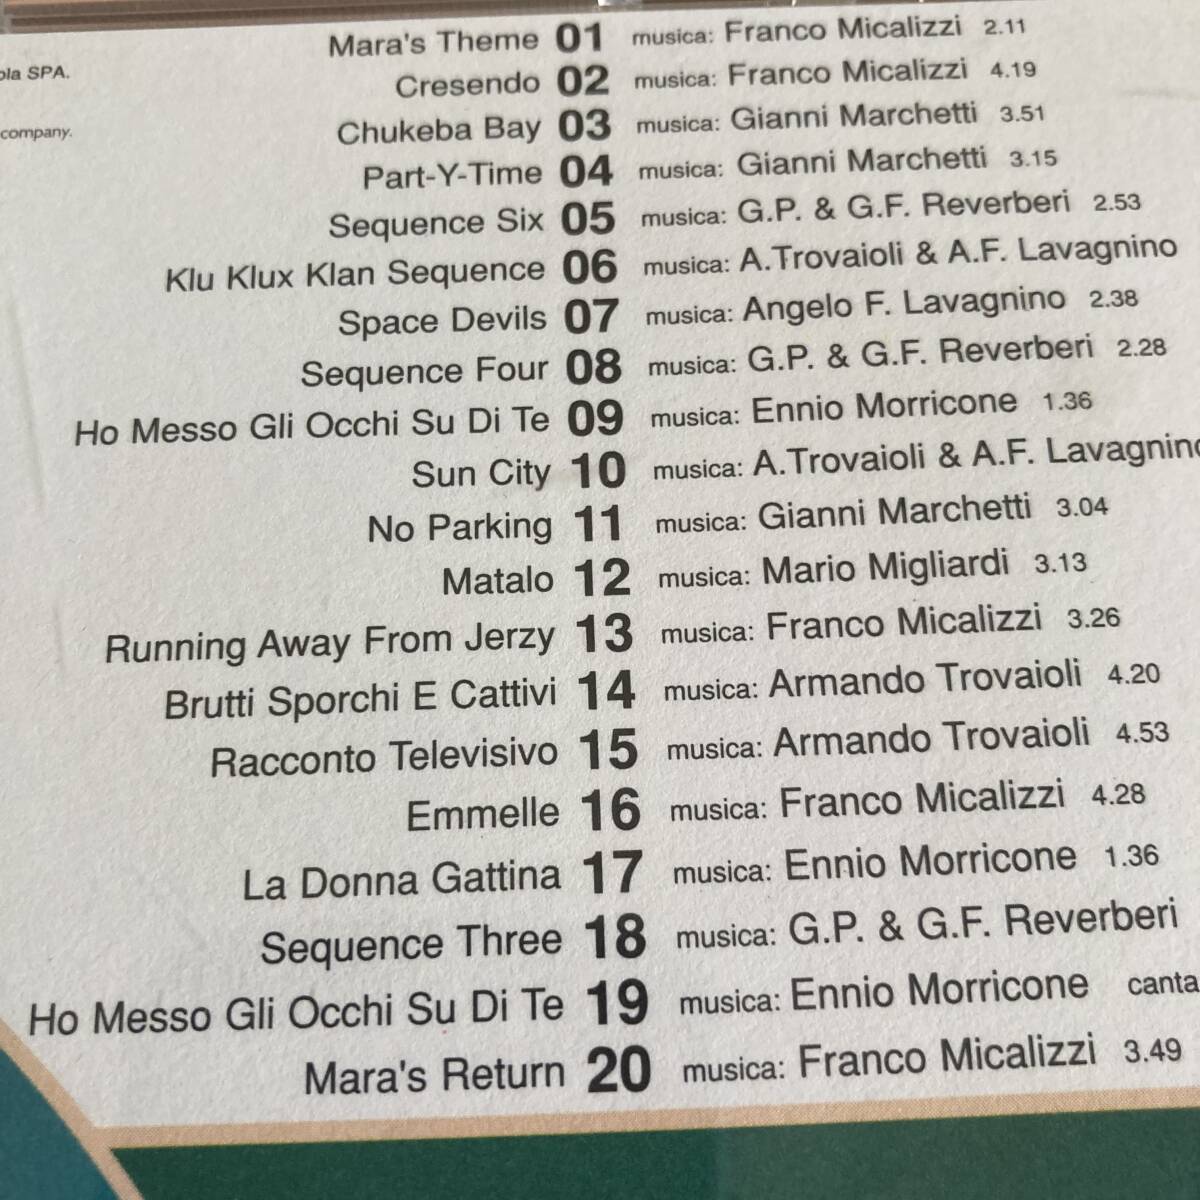 ola SPA.
company.
Mara's Theme 01 musica: Franco Micalizzi 2.11
Cresendo 02 musica: Franco Micalizzi 4.19
Chukeba Bay 03 musica: Gianni Marchetti 3.51
Part-Y-Time 04 musica: Gianni Marchetti 3.15
Sequence Six 05 musica: G.P. & G.F. Reverberi 2.53
Klu Klux Klan Sequence 06 musica: A.Trovaioli & A.F. Lavagnino
Space Devils 07 musica: Angelo F. Lavagnino 2.38
Sequence Four 08 musica: G.P. & G.F. Reverberi 2.28
Ho Messo Gli Occhi Su Di Te 09 musica: Ennio Morricone 1.36
Sun City 10 musica: A.Trovaioli & A.F. Lavagnino
No Parking 11 musica: Gianni Marchetti 3.04
Matalo 12 musica: Mario Migliardi 3.13
Running Away From Jerzy 13 musica: Franco Micalizzi 3.26
Brutti Sporchi E Cattivi 14 musica: Armando Trovaioli 4.20
Racconto Televisivo 15 musica: Armando Trovaioli 4.53
Emmelle 16 musica: Franco Micalizzi 4.28
La Donna Gattina 17 musica: Ennio Morricone 1.36
Sequence Three 18 musica: G.P. & G.F. Reverberi
Ho Messo Gli Occhi Su Di Te 19 musica: Ennio Morricone canta
Mara's Return 20 musica: Franco Micalizzi 3.49